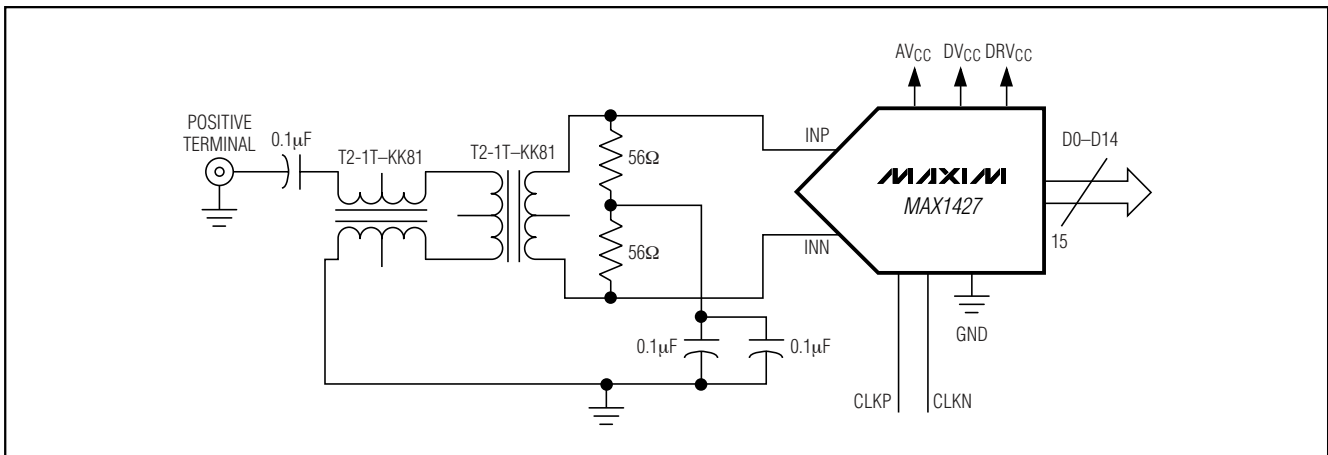 AVCC DVCC DRVCC
POSITIVE
TERMINAL
0.1μF
T2-1T–KK81
T2-1T–KK81
56Ω
56Ω
INP
INN
MAXIM
MAX1427
D0–D14
15
GND
0.1μF
0.1μF
CLKP
CLKN